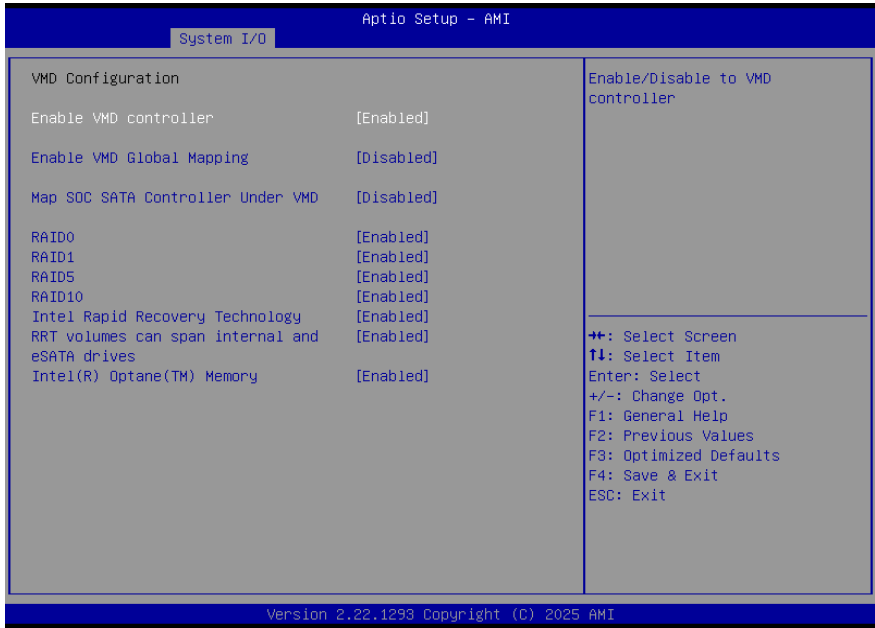 Aptio Setup – AMI
System I/O
VMD Configuration
Enable VMD controller [Enabled]
Enable VMD Global Mapping [Disabled]
Map SOC SATA Controller Under VMD [Disabled]
RAID0 [Enabled]
RAID1 [Enabled]
RAID5 [Enabled]
RAID10 [Enabled]
Intel Rapid Recovery Technology [Enabled]
RRT volumes can span internal and [Enabled]
eSATA drives
Intel(R) Optane(TM) Memory [Enabled]
Enable/Disable to VMD
controller
→←: Select Screen
↑↓: Select Item
Enter: Select
+/-: Change Opt.
F1: General Help
F2: Previous Values
F3: Optimized Defaults
F4: Save & Exit
ESC: Exit
Version 2.22.1293 Copyright (C) 2025 AMI